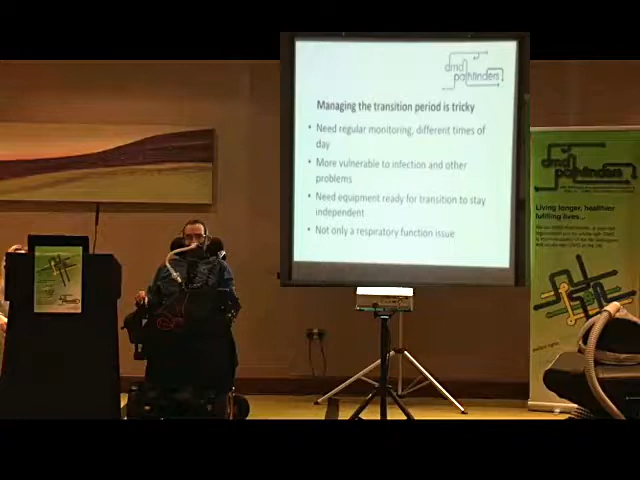 dmd
pathfinders
Managing the transition period is tricky
• Need regular monitoring, different times of
day
• More vulnerable to infection and other
problems
• Need equipment ready for transition to stay
independent
• Not only a respiratory function issue
dmd
pathfinders
Living longer, healthier
fulfilling lives...